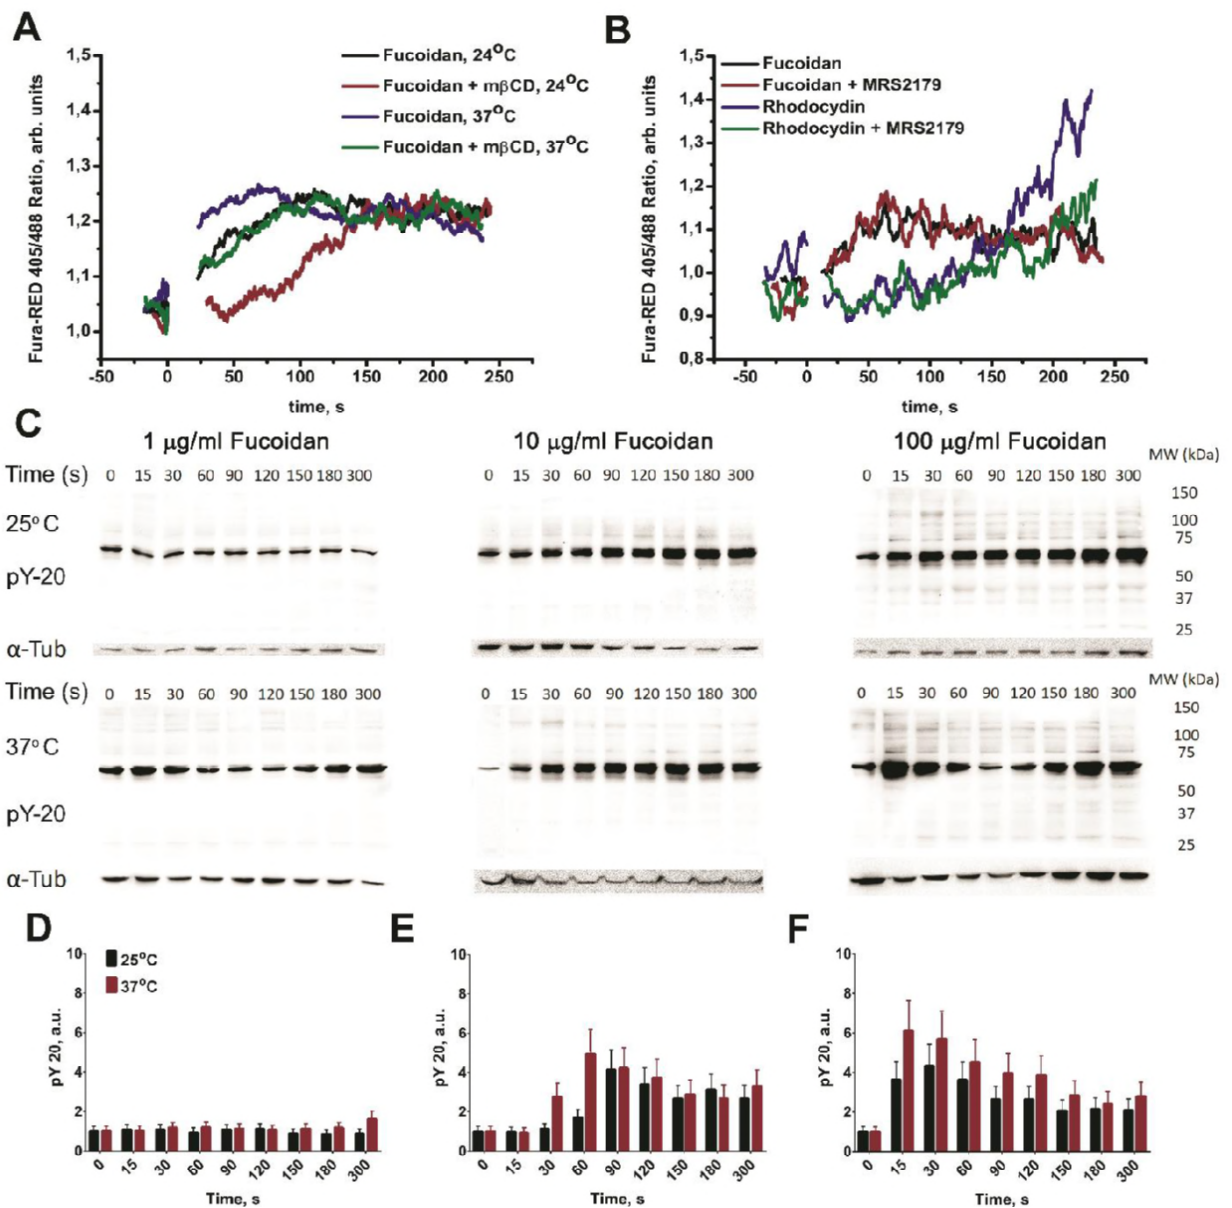 A
B
1,5
1,4
1,3
1,2
1,1
1,0
Fura-RED 405/488 Ratio, arb. units
Fucoidan, 24°C
Fucoidan + mβCD, 24°C
Fucoidan, 37°C
Fucoidan + mβCD, 37°C
-50 0 50 100 150 200 250
time, s
1,5
1,4
1,3
1,2
1,1
1,0
0,9
0,8
Fura-RED 405/488 Ratio, arb. units
Fucoidan
Fucoidan + MRS2179
Rhodocydin
Rhodocydin + MRS2179
-50 0 50 100 150 200 250
time, s
C
1 μg/ml Fucoidan 10 μg/ml Fucoidan 100 μg/ml Fucoidan
MW (kDa)
Time (s) 0 15 30 60 90 120 150 180 300 0 15 30 60 90 120 150 180 300 0 15 30 60 90 120 150 180 300
150
25° C
100
75
pY-20
50
37
25
α-Tub
MW (kDa)
Time (s) 0 15 30 60 90 120 150 180 300 0 15 30 60 90 120 150 180 300 0 15 30 60 90 120 150 180 300
150
37° C
100
75
50
pY-20
37
25
α-Tub
D
E
F
10
8
6
4
2
0
pY 20, a.u.
25°C
37°C
0 15 30 60 90 120 150 180 300
Time, s
10
8
6
4
2
0
pY 20, a.u.
0 15 30 60 90 120 150 180 300
Time, s
10
8
6
4
2
0
pY 20, a.u.
0 15 30 60 90 120 150 180 300
Time, s